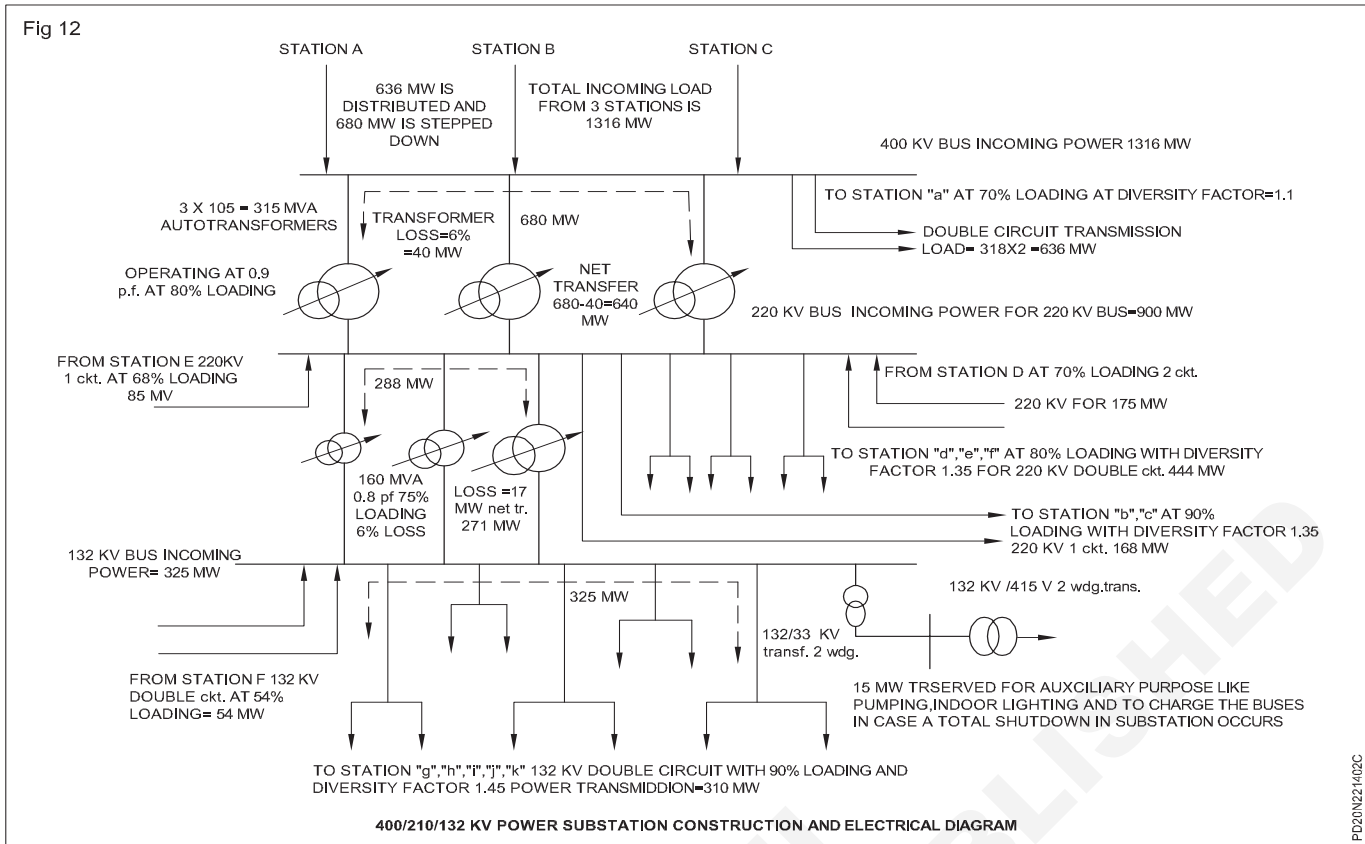 Fig 12
STATION A
STATION B
STATION C
636 MW IS
DISTRIBUTED AND
680 MW IS STEPPED
DOWN
TOTAL INCOMING LOAD
FROM 3 STATIONS IS
1316 MW
400 KV BUS INCOMING POWER 1316 MW
3 X 105 = 315 MVA
AUTOTRANSFORMERS
TRANSFORMER
LOSS=6%
=40 MW
680 MW
TO STATION "a" AT 70% LOADING AT DIVERSITY FACTOR=1.1
DOUBLE CIRCUIT TRANSMISSION
LOAD= 318X2 =636 MW
OPERATING AT 0.9
p.f. AT 80% LOADING
NET
TRANSFER
680-40=640
MW
220 KV BUS INCOMING POWER FOR 220 KV BUS=900 MW
FROM STATION E 220KV
1 ckt. AT 68% LOADING
85 MV
288 MW
FROM STATION D AT 70% LOADING 2 ckt.
220 KV FOR 175 MW
160 MVA
0.8 pf 75%
LOADING
6% LOSS
LOSS =17
MW net tr.
271 MW
TO STATION "d","e","f" AT 80% LOADING WITH DIVERSITY
FACTOR 1.35 FOR 220 KV DOUBLE ckt. 444 MW
TO STATION "b","c" AT 90%
LOADING WITH DIVERSITY FACTOR 1.35
220 KV 1 ckt. 168 MW
132 KV BUS INCOMING
POWER= 325 MW
325 MW
132 KV /415 V 2 wdg.trans.
132/33 KV
transf. 2 wdg.
FROM STATION F 132 KV
DOUBLE ckt. AT 54%
LOADING= 54 MW
15 MW TRSERVED FOR AUXCILIARY PURPOSE LIKE
PUMPING,INDOOR LIGHTING AND TO CHARGE THE BUSES
IN CASE A TOTAL SHUTDOWN IN SUBSTATION OCCURS
TO STATION "g","h","i","j","k" 132 KV DOUBLE CIRCUIT WITH 90% LOADING AND
DIVERSITY FACTOR 1.45 POWER TRANSMIDDION=310 MW
400/210/132 KV POWER SUBSTATION CONSTRUCTION AND ELECTRICAL DIAGRAM
PD20N221402C